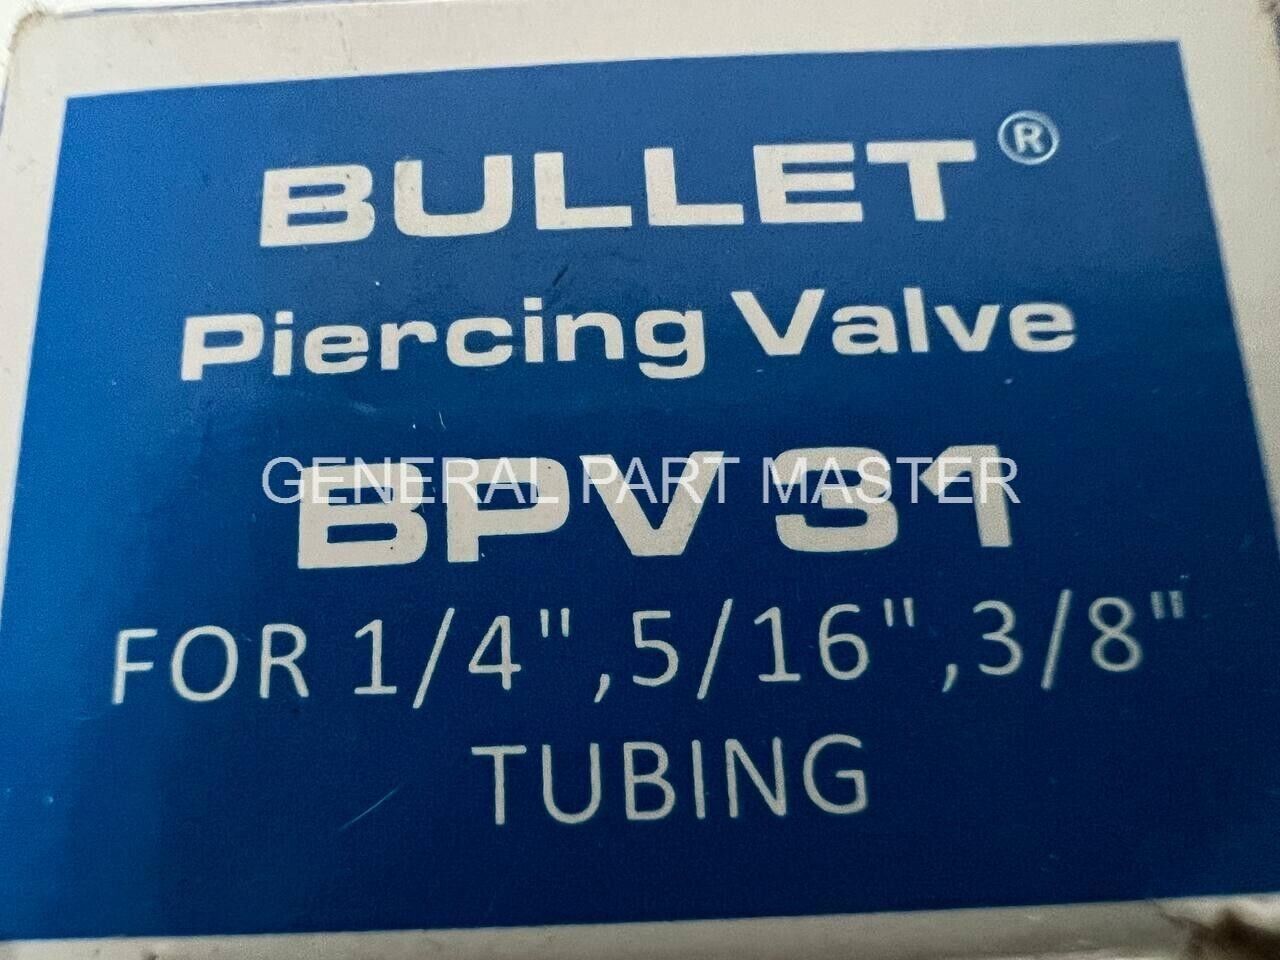 BULLET®
Piercing Valve
GENERAL PART MASTER
BPV 31
FOR 1/4",5/16",3/8"
TUBING